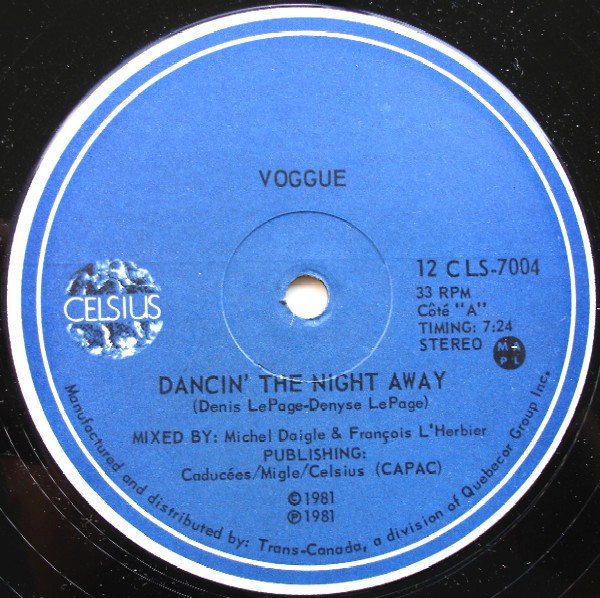 VOGGUE
CELSIUS
12 CLS-7004
33 RPM
Côté "A"
TIMING: 7:24
STEREO
M A P L
DANCIN' THE NIGHT AWAY
(Denis LePage-Denyse LePage)
MIXED BY: Michel Daigle & François L'Herbier
PUBLISHING:
Caducées/Migle/Celsius (CAPAC)
©1981
℗1981
Manufactured and distributed by: Trans-Canada, a division of Quebecor Group Inc.